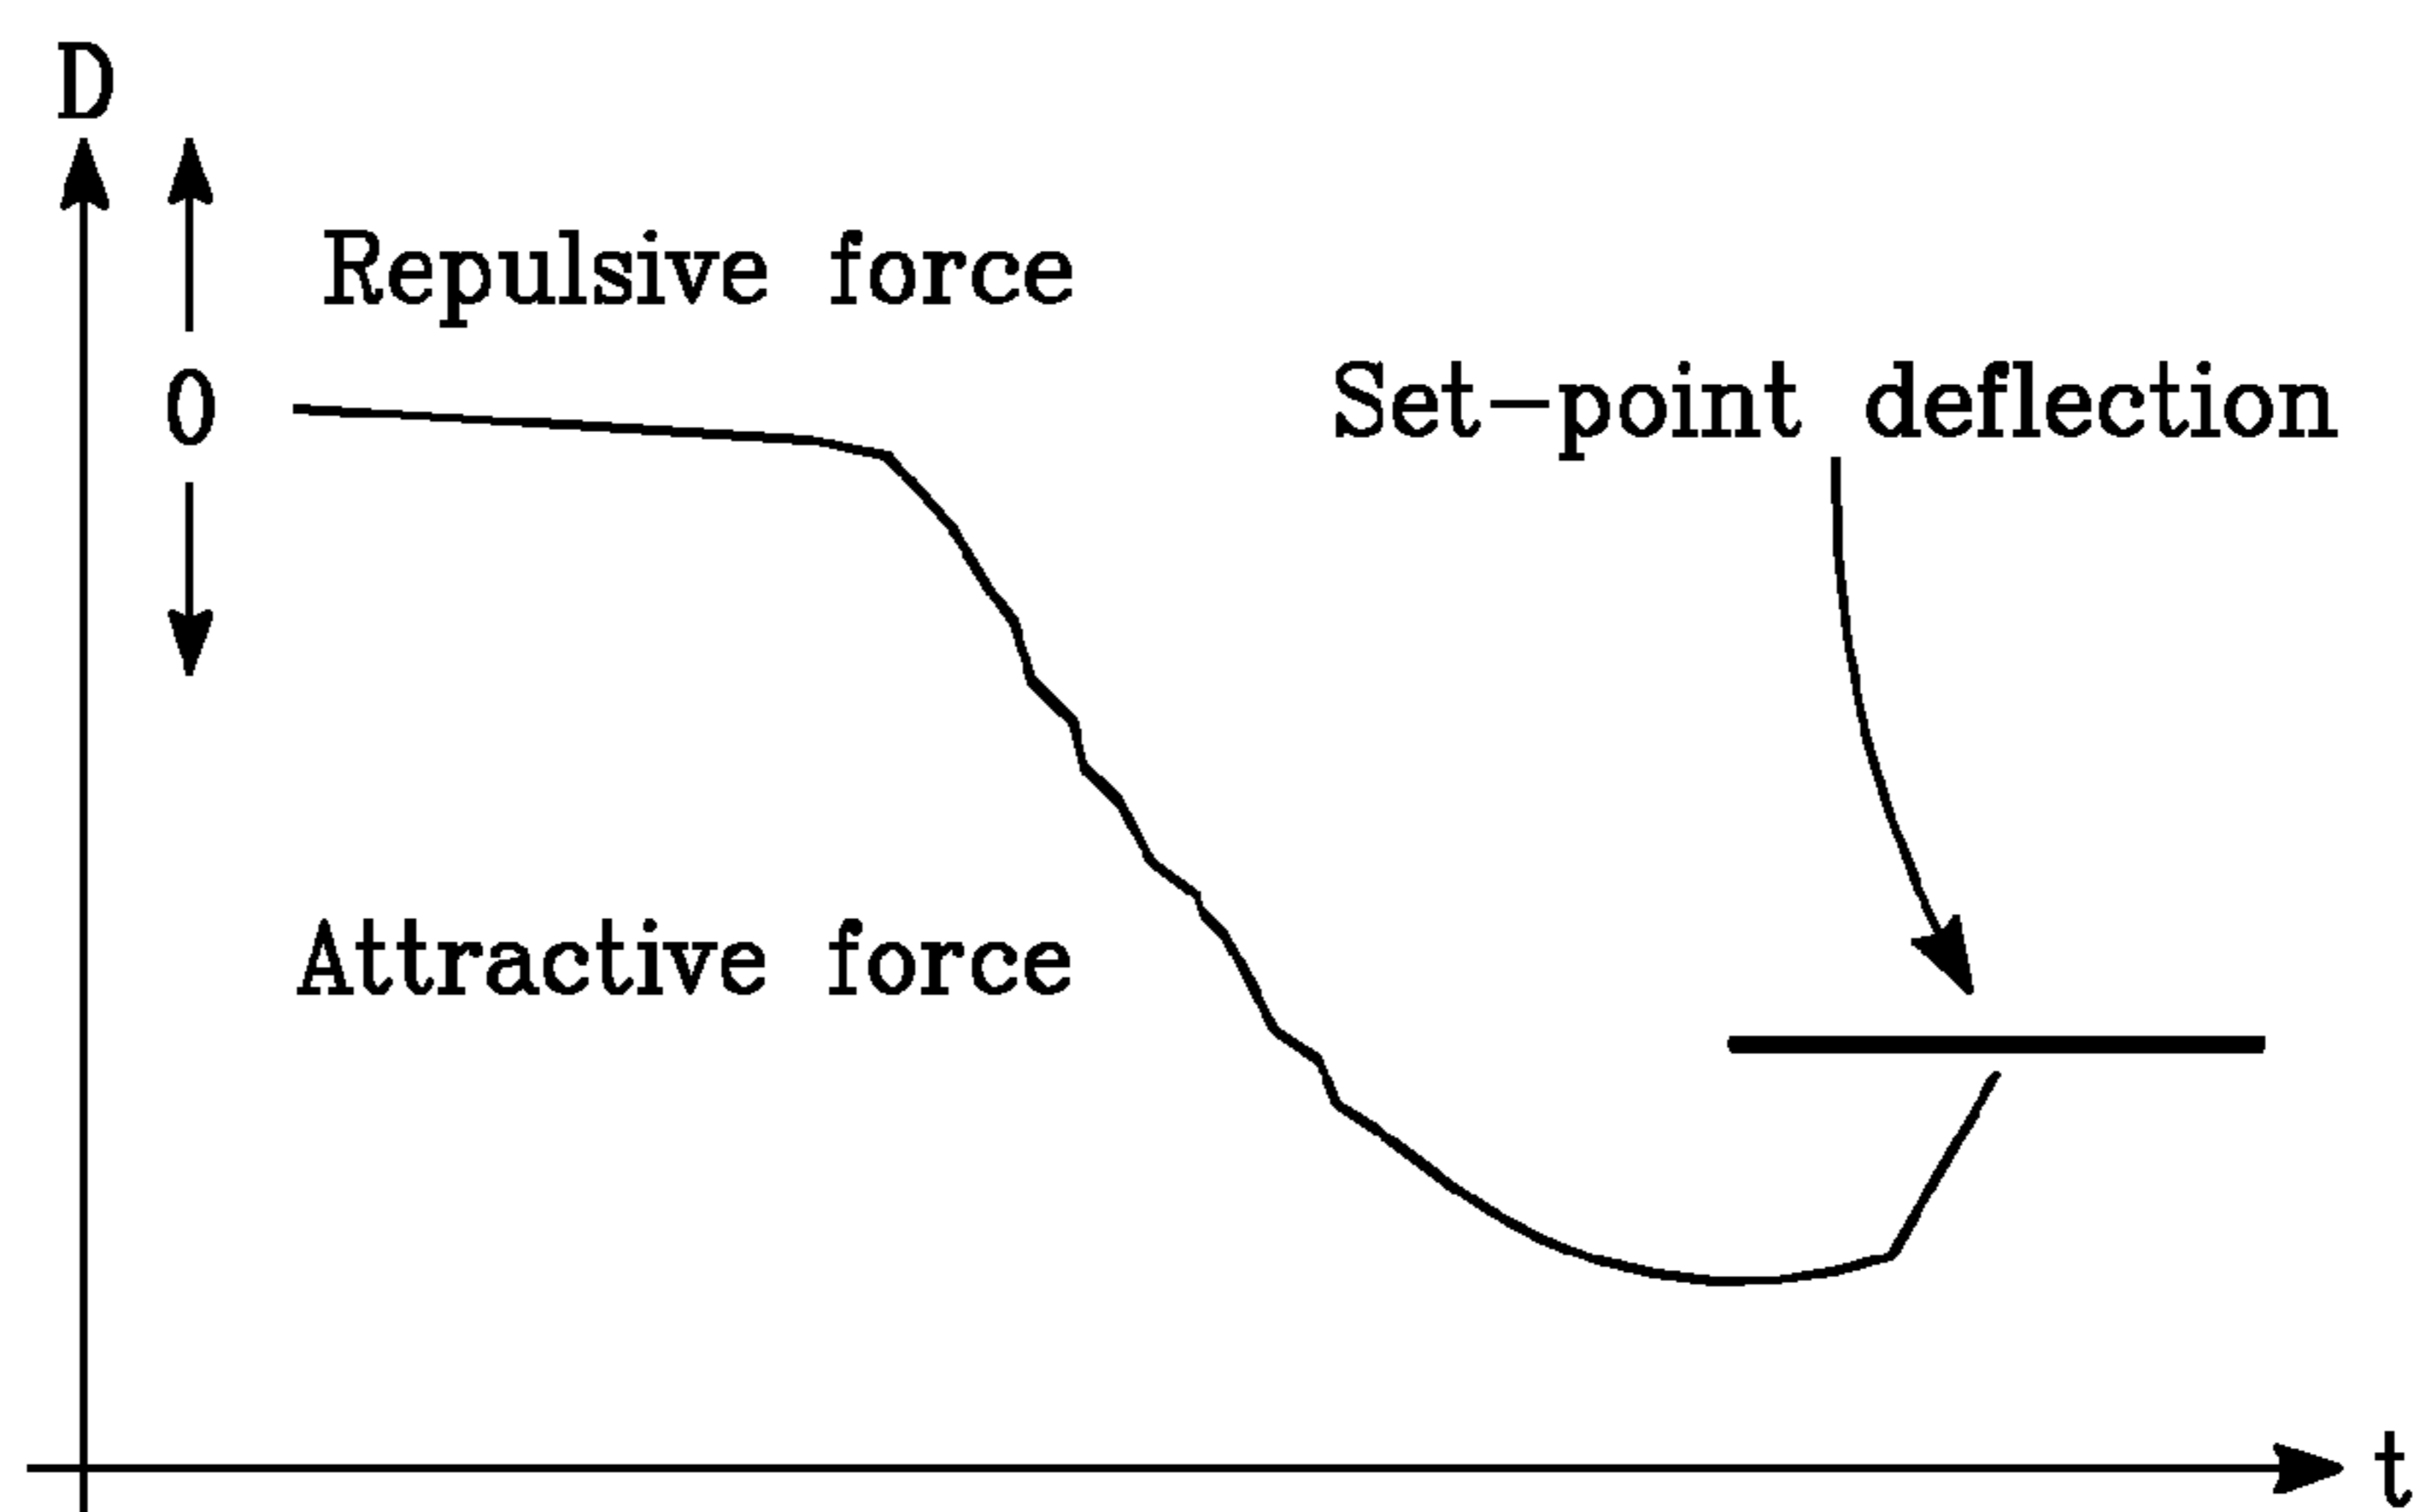 D
Repulsive force
0
Set-point deflection
Attractive force
t